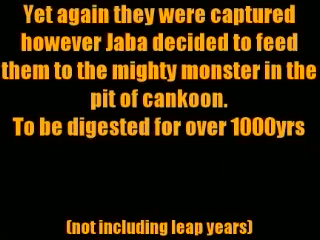 Yet again they were captured
however Jaba decided to feed
them to the mighty monster in the
pit of cankoon.
To be digested for over 1000yrs
(not including leap years)